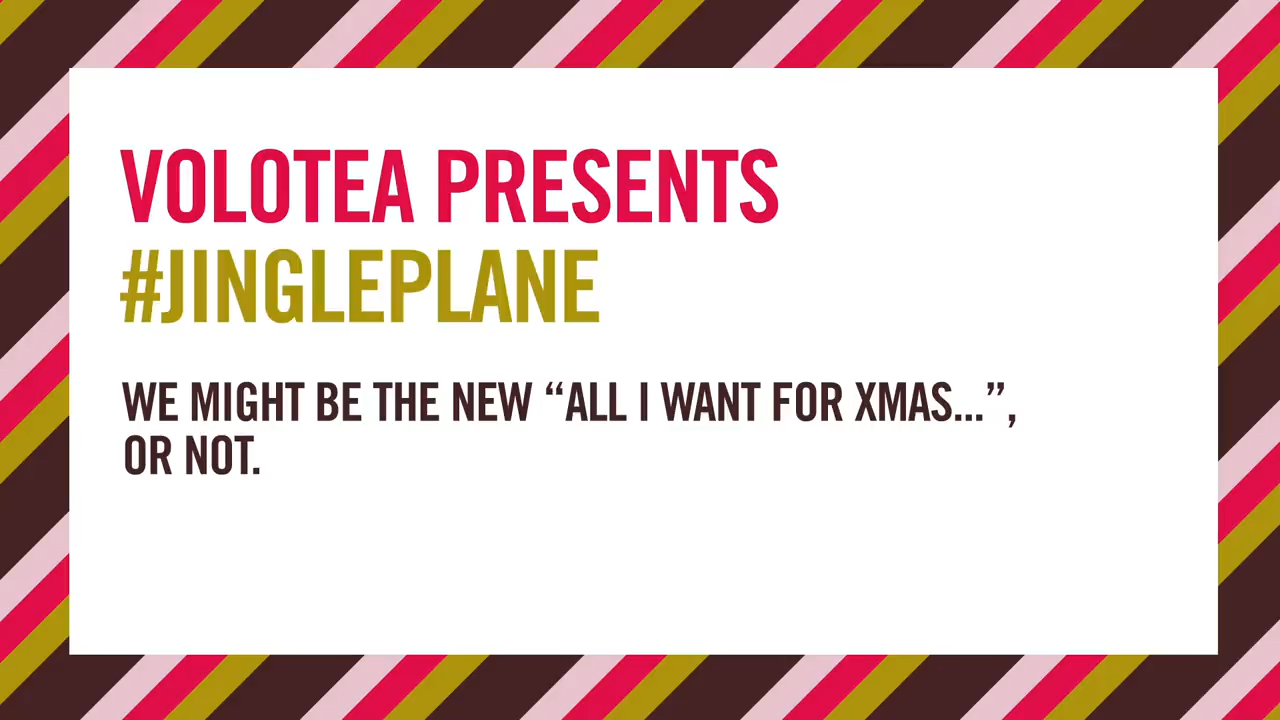 VOLOTEA PRESENTS
#JINGLEPLANE
WE MIGHT BE THE NEW “ALL I WANT FOR XMAS...”,
OR NOT.